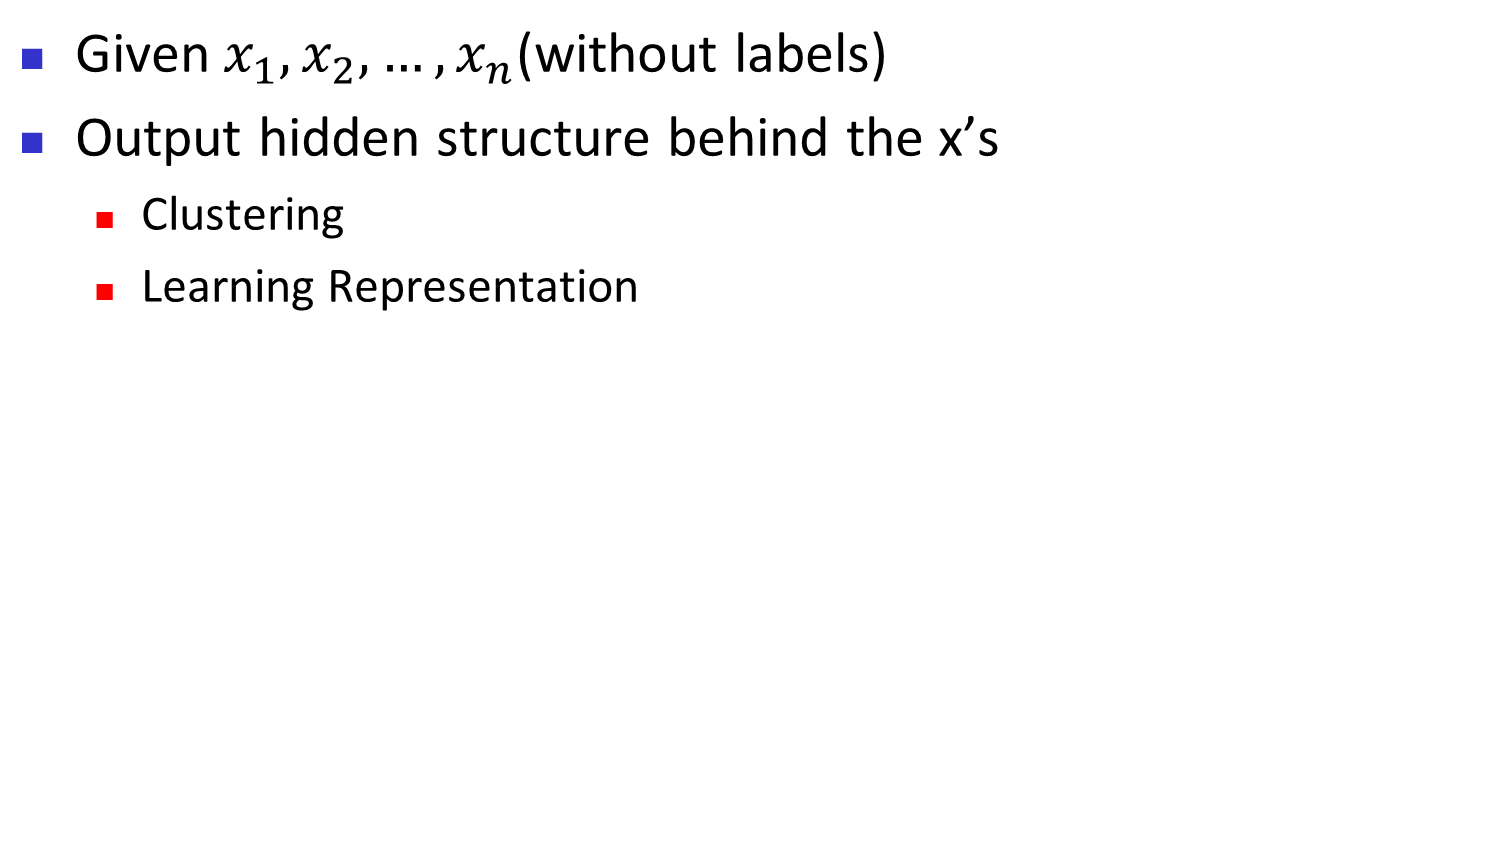 Given 𝑥₁, 𝑥₂, … , 𝑥ₙ(without labels)
Output hidden structure behind the x’s
Clustering
Learning Representation